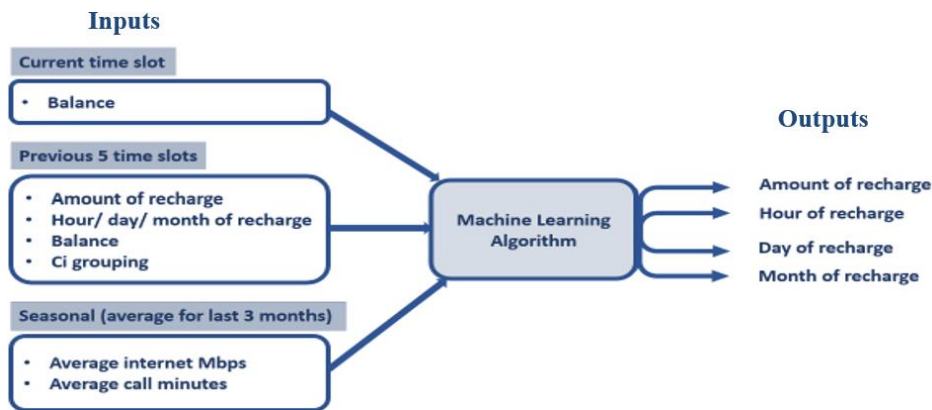 Inputs
Current time slot
• Balance
Previous 5 time slots
• Amount of recharge
• Hour/ day/ month of recharge
• Balance
• Ci grouping
Seasonal (average for last 3 months)
• Average internet Mbps
• Average call minutes
Machine Learning
Algorithm
Outputs
Amount of recharge
Hour of recharge
Day of recharge
Month of recharge